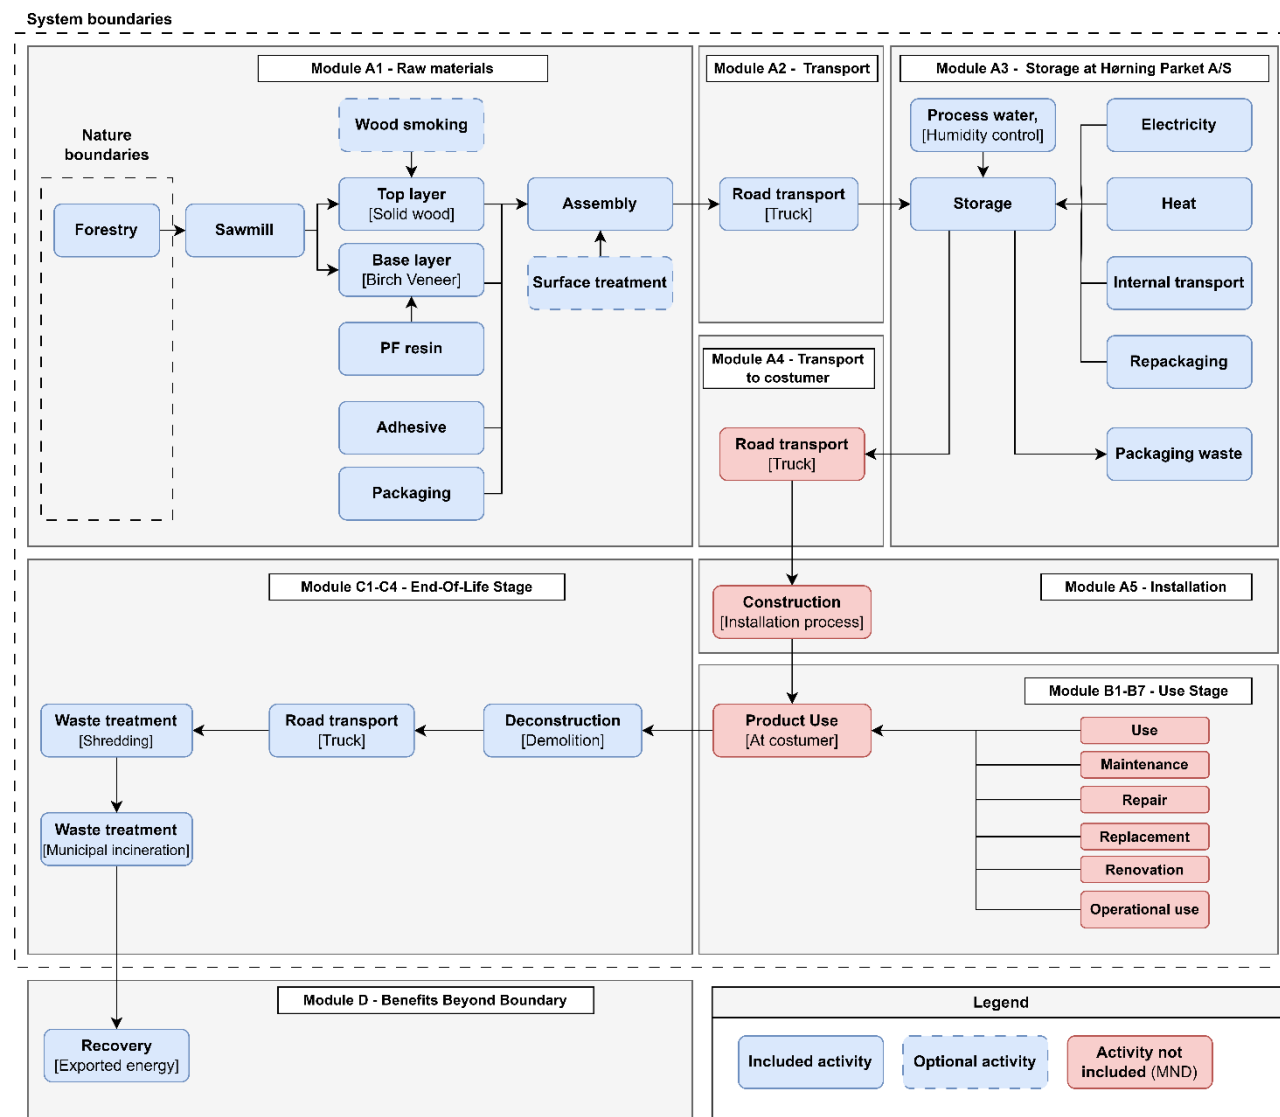 System boundaries
Module A1 - Raw materials
Nature
boundaries
Forestry
Sawmill
Wood smoking
Top layer
[Solid wood]
Base layer
[Birch Veneer]
PF resin
Adhesive
Packaging
Assembly
Surface treatment
Module A2 - Transport
Road transport
[Truck]
Module A3 - Storage at Hørning Parket A/S
Process water,
[Humidity control]
Storage
Electricity
Heat
Internal transport
Repackaging
Packaging waste
Module A4 - Transport
to costumer
Road transport
[Truck]
Module A5 - Installation
Construction
[Installation process]
Module B1-B7 - Use Stage
Product Use
[At costumer]
Use
Maintenance
Repair
Replacement
Renovation
Operational use
Module C1-C4 - End-Of-Life Stage
Deconstruction
[Demolition]
Road transport
[Truck]
Waste treatment
[Shredding]
Waste treatment
[Municipal incineration]
Module D - Benefits Beyond Boundary
Recovery
[Exported energy]
Legend
Included activity
Optional activity
Activity not
included (MND)